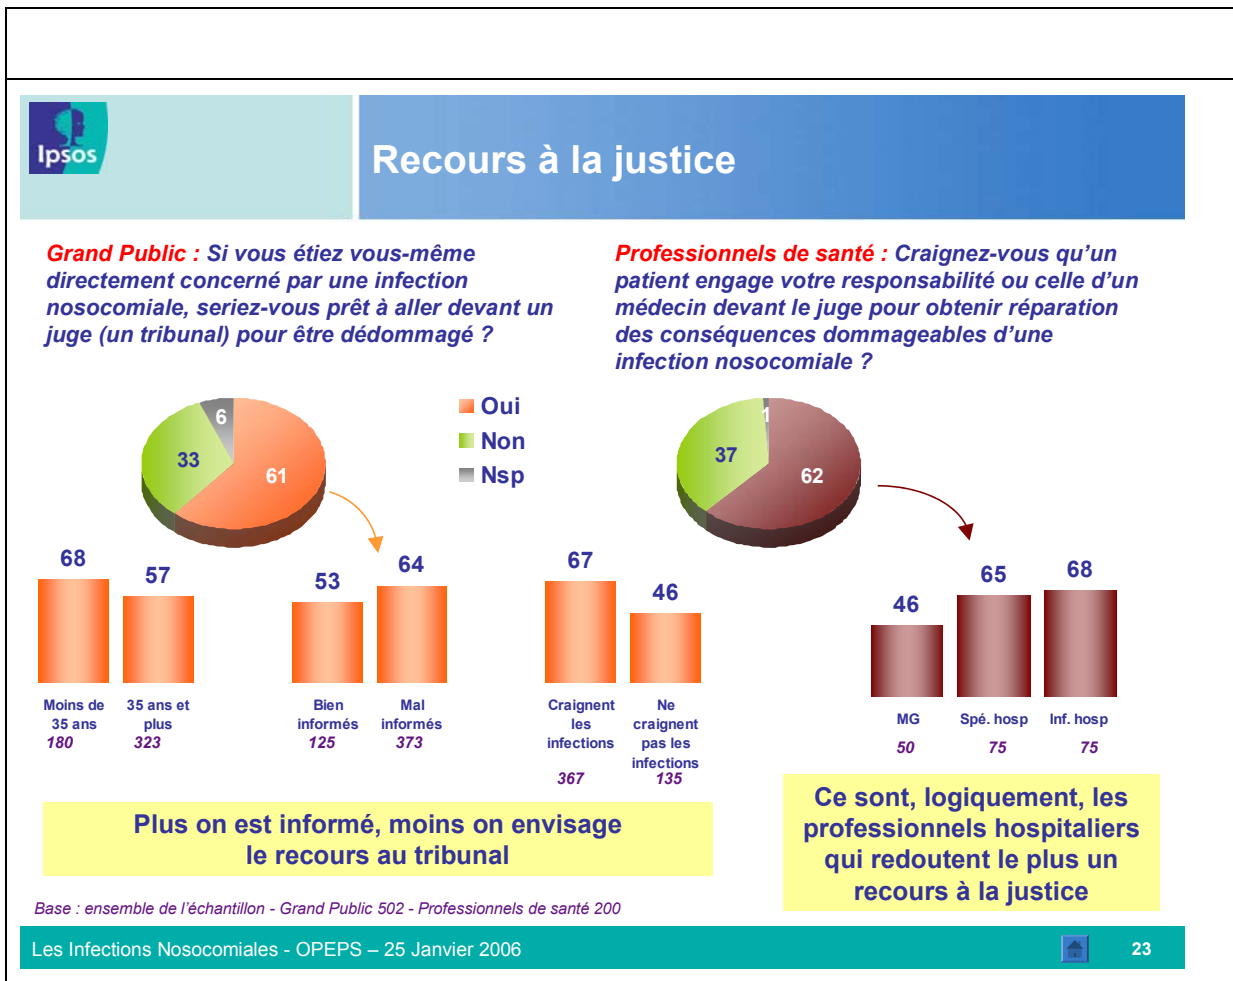 Ipsos
Recours à la justice
Grand Public : Si vous étiez vous-même
directement concerné par une infection
nosocomiale, seriez-vous prêt à aller devant un
juge (un tribunal) pour être dédommagé ?
Professionnels de santé : Craignez-vous qu'un
patient engage votre responsabilité ou celle d'un
médecin devant le juge pour obtenir réparation
des conséquences dommageables d'une
infection nosocomiale ?
6
33
61
Oui
Non
Nsp
1
37
62
68
57
53
64
67
46
46
65
68
Moins de
35 ans
180
35 ans et
plus
323
Bien
informés
125
Mal
informés
373
Craignent
les
infections
367
Ne
craignent
pas les
infections
135
MG
50
Spé. hosp
75
Inf. hosp
75
Plus on est informé, moins on envisage
le recours au tribunal
Ce sont, logiquement, les
professionnels hospitaliers
qui redoutent le plus un
recours à la justice
Base : ensemble de l'échantillon - Grand Public 502 - Professionnels de santé 200
Les Infections Nosocomiales - OPEPS – 25 Janvier 2006
23